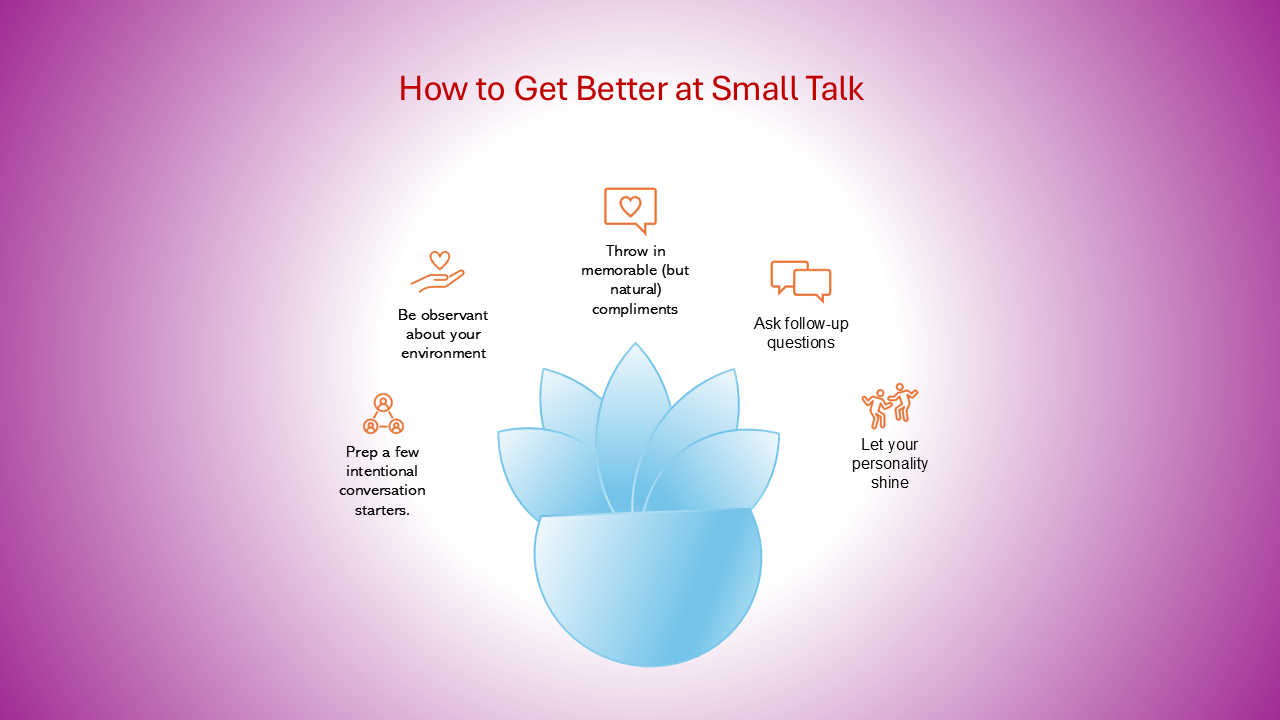 How to Get Better at Small Talk
Throw in
memorable (but
natural)
compliments
Be observant
about your
environment
Ask follow-up
questions
Prep a few
intentional
conversation
starters.
Let your
personality
shine